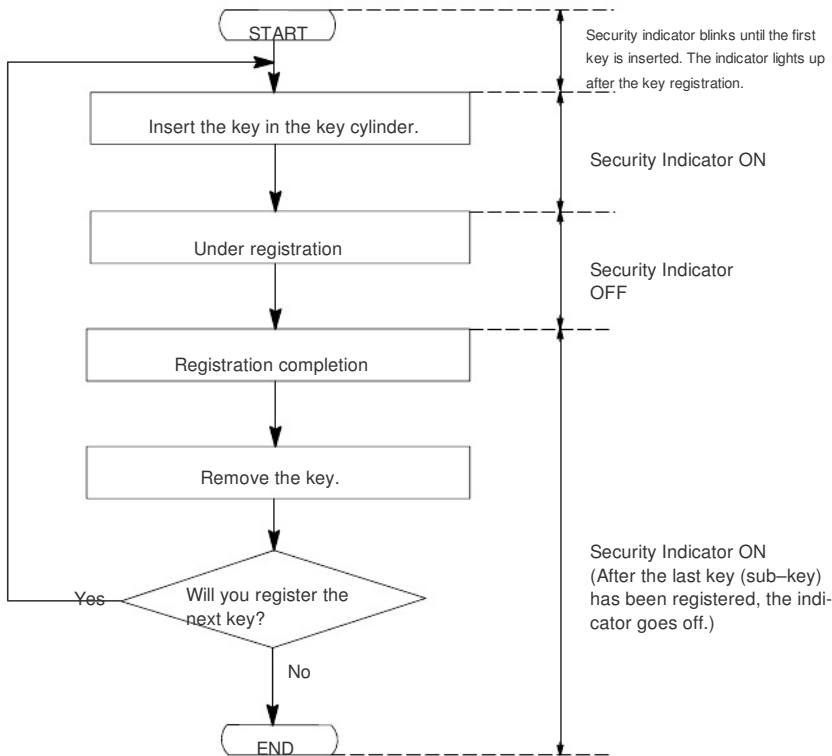 START
Security indicator blinks until the first
key is inserted. The indicator lights up
after the key registration.
Insert the key in the key cylinder.
Security Indicator ON
Under registration
Security Indicator
OFF
Registration completion
Remove the key.
Yes
Will you register the
next key?
Security Indicator ON
(After the last key (sub–key)
has been registered, the indi-
cator goes off.)
No
END